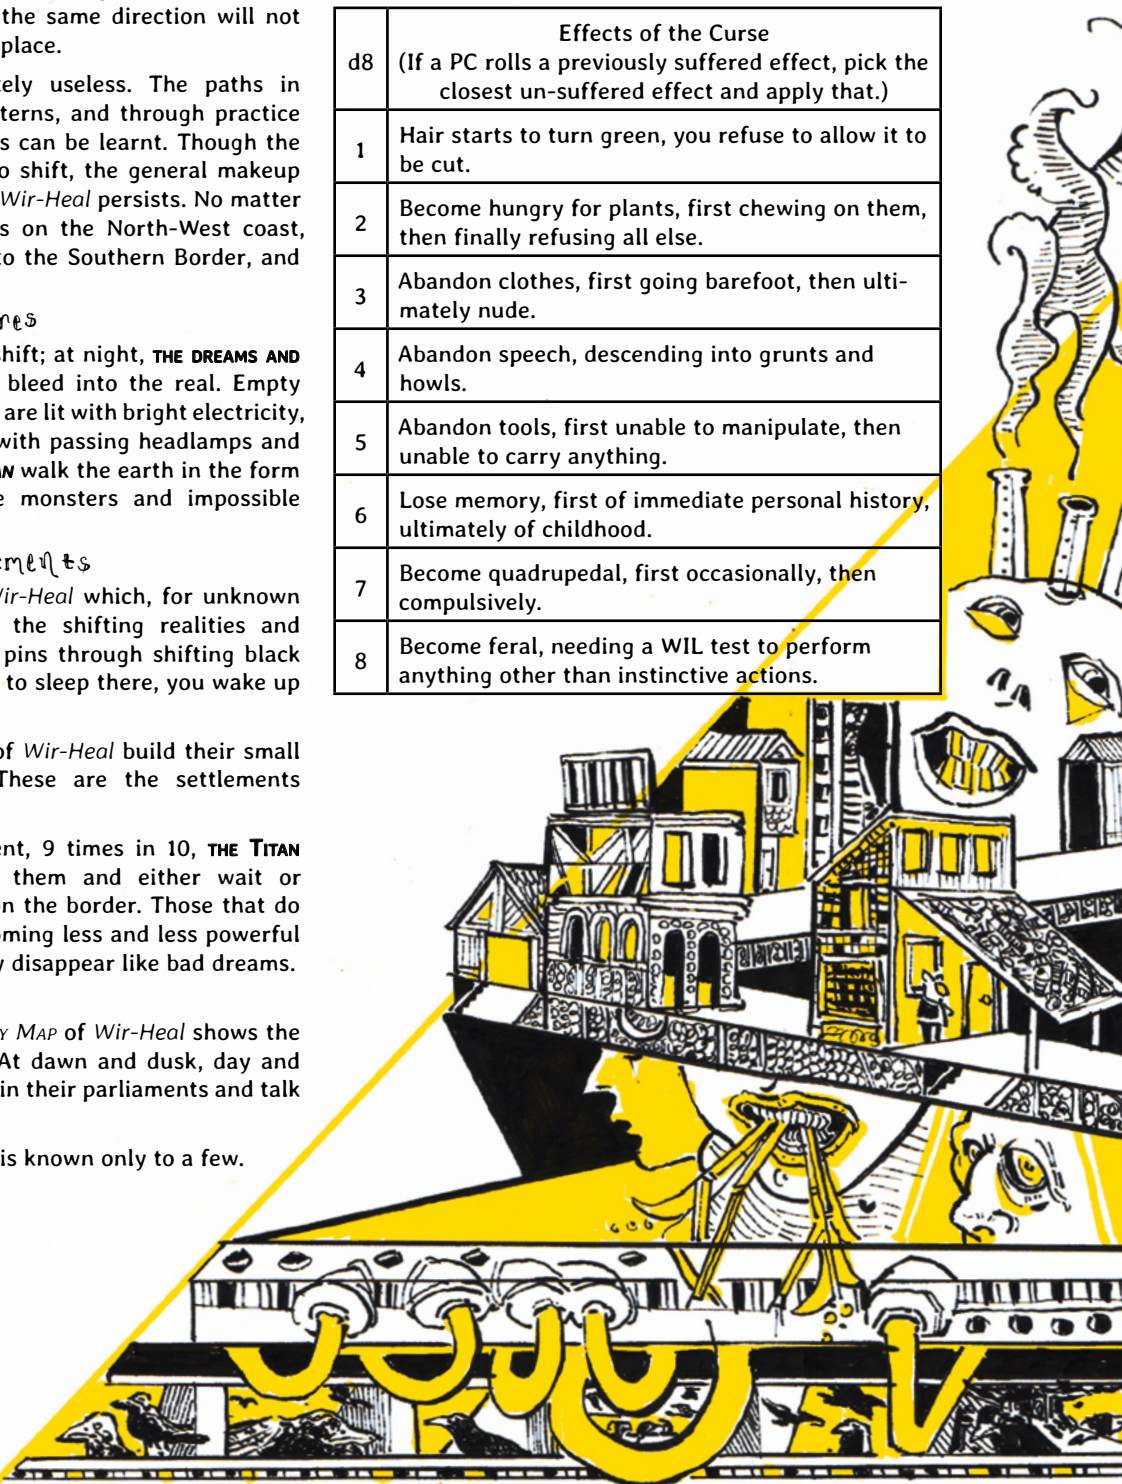 the same direction will not
place.
tely useless. The paths in
terns, and through practice
s can be learnt. Though the
o shift, the general makeup
Wir-Heal persists. No matter
s on the North-West coast,
to the Southern Border, and
res
shift; at night, THE DREAMS AND
bleed into the real. Empty
are lit with bright electricity,
with passing headlamps and
AN walk the earth in the form
e monsters and impossible
ements
Wir-Heal which, for unknown
the shifting realities and
pins through shifting black
to sleep there, you wake up
of Wir-Heal build their small
These are the settlements
ent, 9 times in 10, THE TITAN
them and either wait or
on the border. Those that do
oming less and less powerful
y disappear like bad dreams.
Y MAP of Wir-Heal shows the
At dawn and dusk, day and
in their parliaments and talk
is known only to a few.
d8
Effects of the Curse
(If a PC rolls a previously suffered effect, pick the
closest un-suffered effect and apply that.)
1
Hair starts to turn green, you refuse to allow it to
be cut.
2
Become hungry for plants, first chewing on them,
then finally refusing all else.
3
Abandon clothes, first going barefoot, then ulti-
mately nude.
4
Abandon speech, descending into grunts and
howls.
5
Abandon tools, first unable to manipulate, then
unable to carry anything.
6
Lose memory, first of immediate personal history,
ultimately of childhood.
7
Become quadrupedal, first occasionally, then
compulsively.
8
Become feral, needing a WIL test to perform
anything other than instinctive actions.